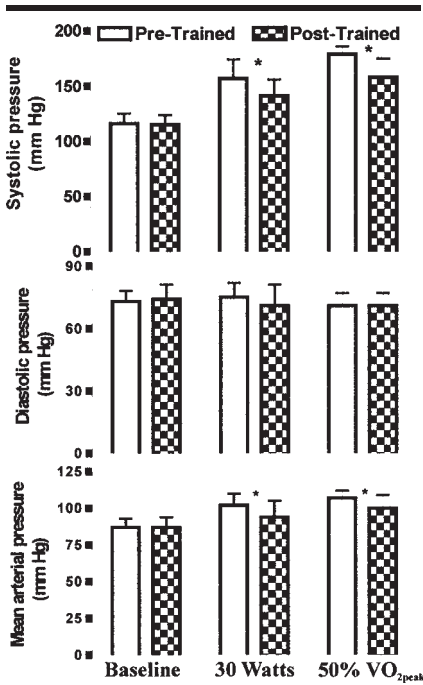 Pre-Trained Post-Trained
Systolic pressure
(mm Hg)
200
150
100
50
0
*
*
Diastolic pressure
(mm Hg)
90
60
30
0
Mean arterial pressure
(mm Hg)
125
100
75
50
25
0
*
*
Baseline 30 Watts 50% VO2peak